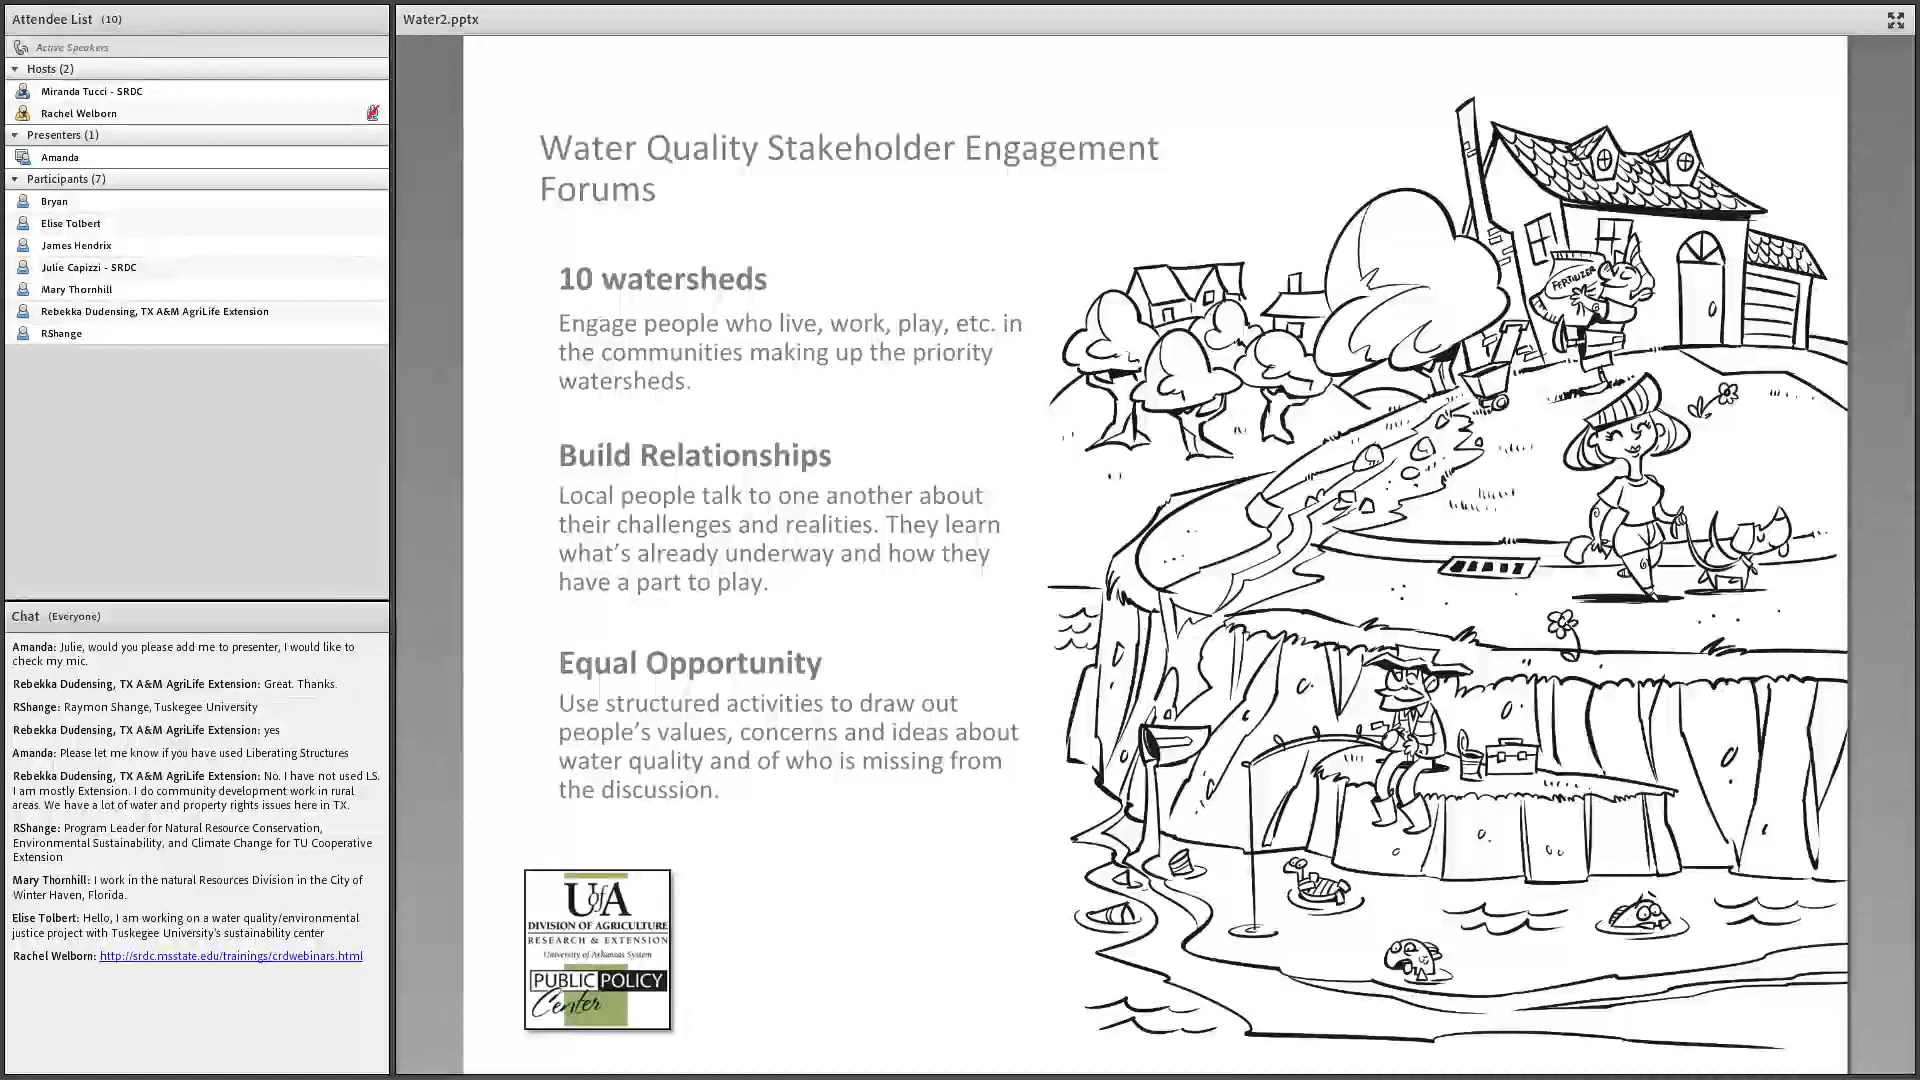 Attendee List (10)
Active Speakers
Hosts (2)
Miranda Tucci - SRDC
Rachel Welborn
Presenters (1)
Amanda
Participants (7)
Bryan
Elise Tolbert
James Hendrix
Julie Capizzi - SRDC
Mary Thornhill
Rebekka Dudensing, TX A&M AgriLife Extension
RShange
Chat (Everyone)
Amanda: Julie, would you please add me to presenter, I would like to
check my mic.
Rebekka Dudensing, TX A&M AgriLife Extension: Great. Thanks.
RShange: Raymon Shange, Tuskegee University
Rebekka Dudensing, TX A&M AgriLife Extension: yes
Amanda: Please let me know if you have used Liberating Structures
Rebekka Dudensing, TX A&M AgriLife Extension: No. I have not used LS.
I am mostly Extension. I do community development work in rural
areas. We have a lot of water and property rights issues here in TX.
RShange: Program Leader for Natural Resource Conservation,
Environmental Sustainability, and Climate Change for TU Cooperative
Extension
Mary Thornhill: I work in the natural Resources Division in the City of
Winter Haven, Florida.
Elise Tolbert: Hello, I am working on a water quality/environmental
justice project with Tuskegee University's sustainability center
Rachel Welborn: http://srdc.msstate.edu/trainings/crdwebinars.html
Water2.pptx
Water Quality Stakeholder Engagement
Forums
10 watersheds
Engage people who live, work, play, etc. in
the communities making up the priority
watersheds.
Build Relationships
Local people talk to one another about
their challenges and realities. They learn
what's already underway and how they
have a part to play.
Equal Opportunity
Use structured activities to draw out
people's values, concerns and ideas about
water quality and of who is missing from
the discussion.
UofA
DIVISION OF AGRICULTURE
RESEARCH & EXTENSION
University of Arkansas System
PUBLIC POLICY
Center
FERTILIZER